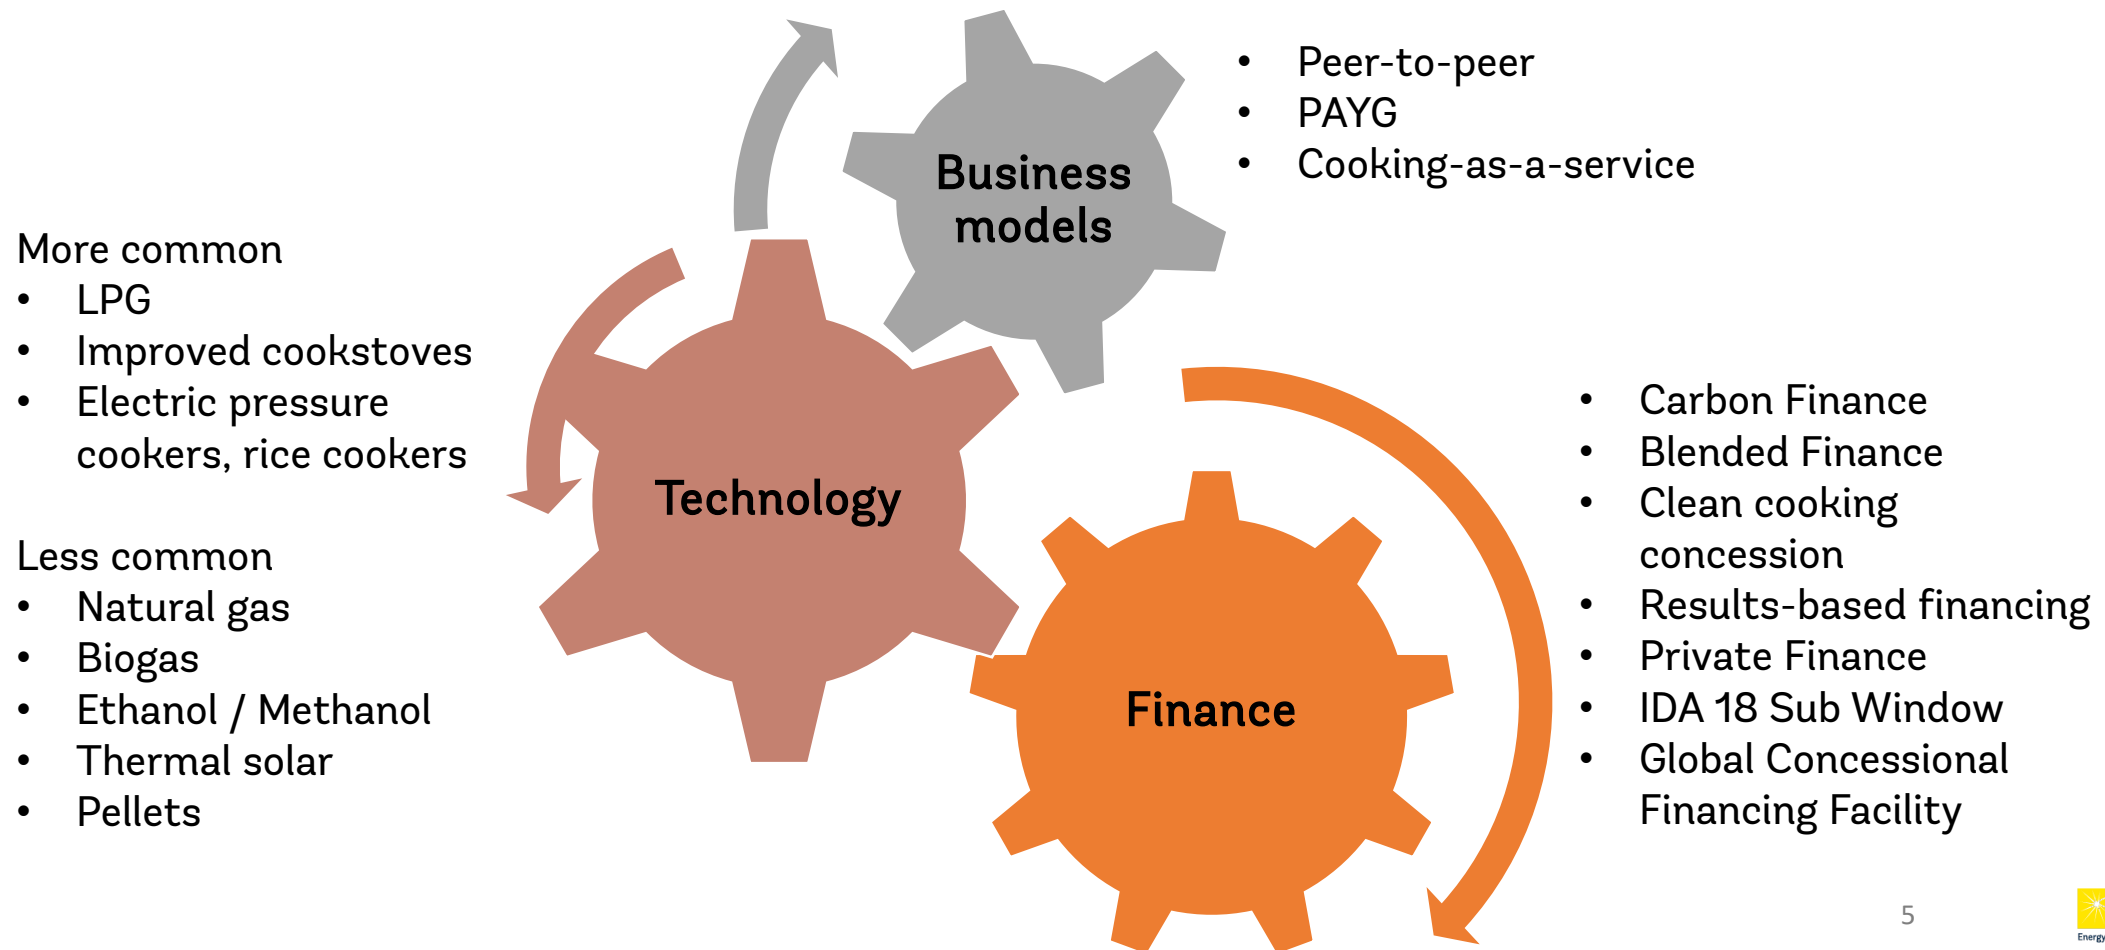 • Peer-to-peer
• PAYG
• Cooking-as-a-service
Business
models
More common
• LPG
• Improved cookstoves
• Electric pressure
cookers, rice cookers
Less common
• Natural gas
• Biogas
• Ethanol / Methanol
• Thermal solar
• Pellets
Technology
Finance
• Carbon Finance
• Blended Finance
• Clean cooking
concession
• Results-based financing
• Private Finance
• IDA 18 Sub Window
• Global Concessional
Financing Facility
5
Energy